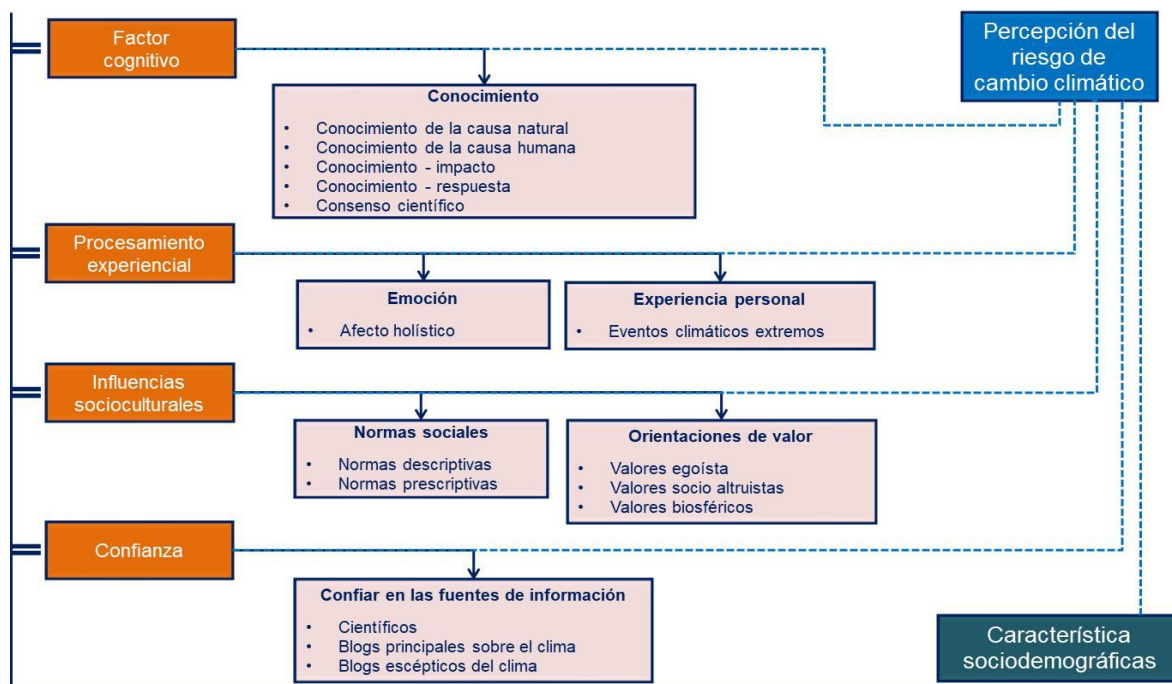 Factor
cognitivo
Percepción del
riesgo de
cambio climático
Conocimiento
• Conocimiento de la causa natural
• Conocimiento de la causa humana
• Conocimiento - impacto
• Conocimiento - respuesta
• Consenso científico
Procesamiento
experiencial
Emoción
• Afecto holístico
Experiencia personal
• Eventos climáticos extremos
Influencias
socioculturales
Normas sociales
• Normas descriptivas
• Normas prescriptivas
Orientaciones de valor
• Valores egoísta
• Valores socio altruistas
• Valores biosféricos
Confianza
Confiar en las fuentes de información
• Científicos
• Blogs principales sobre el clima
• Blogs escépticos del clima
Característica
sociodemográficas